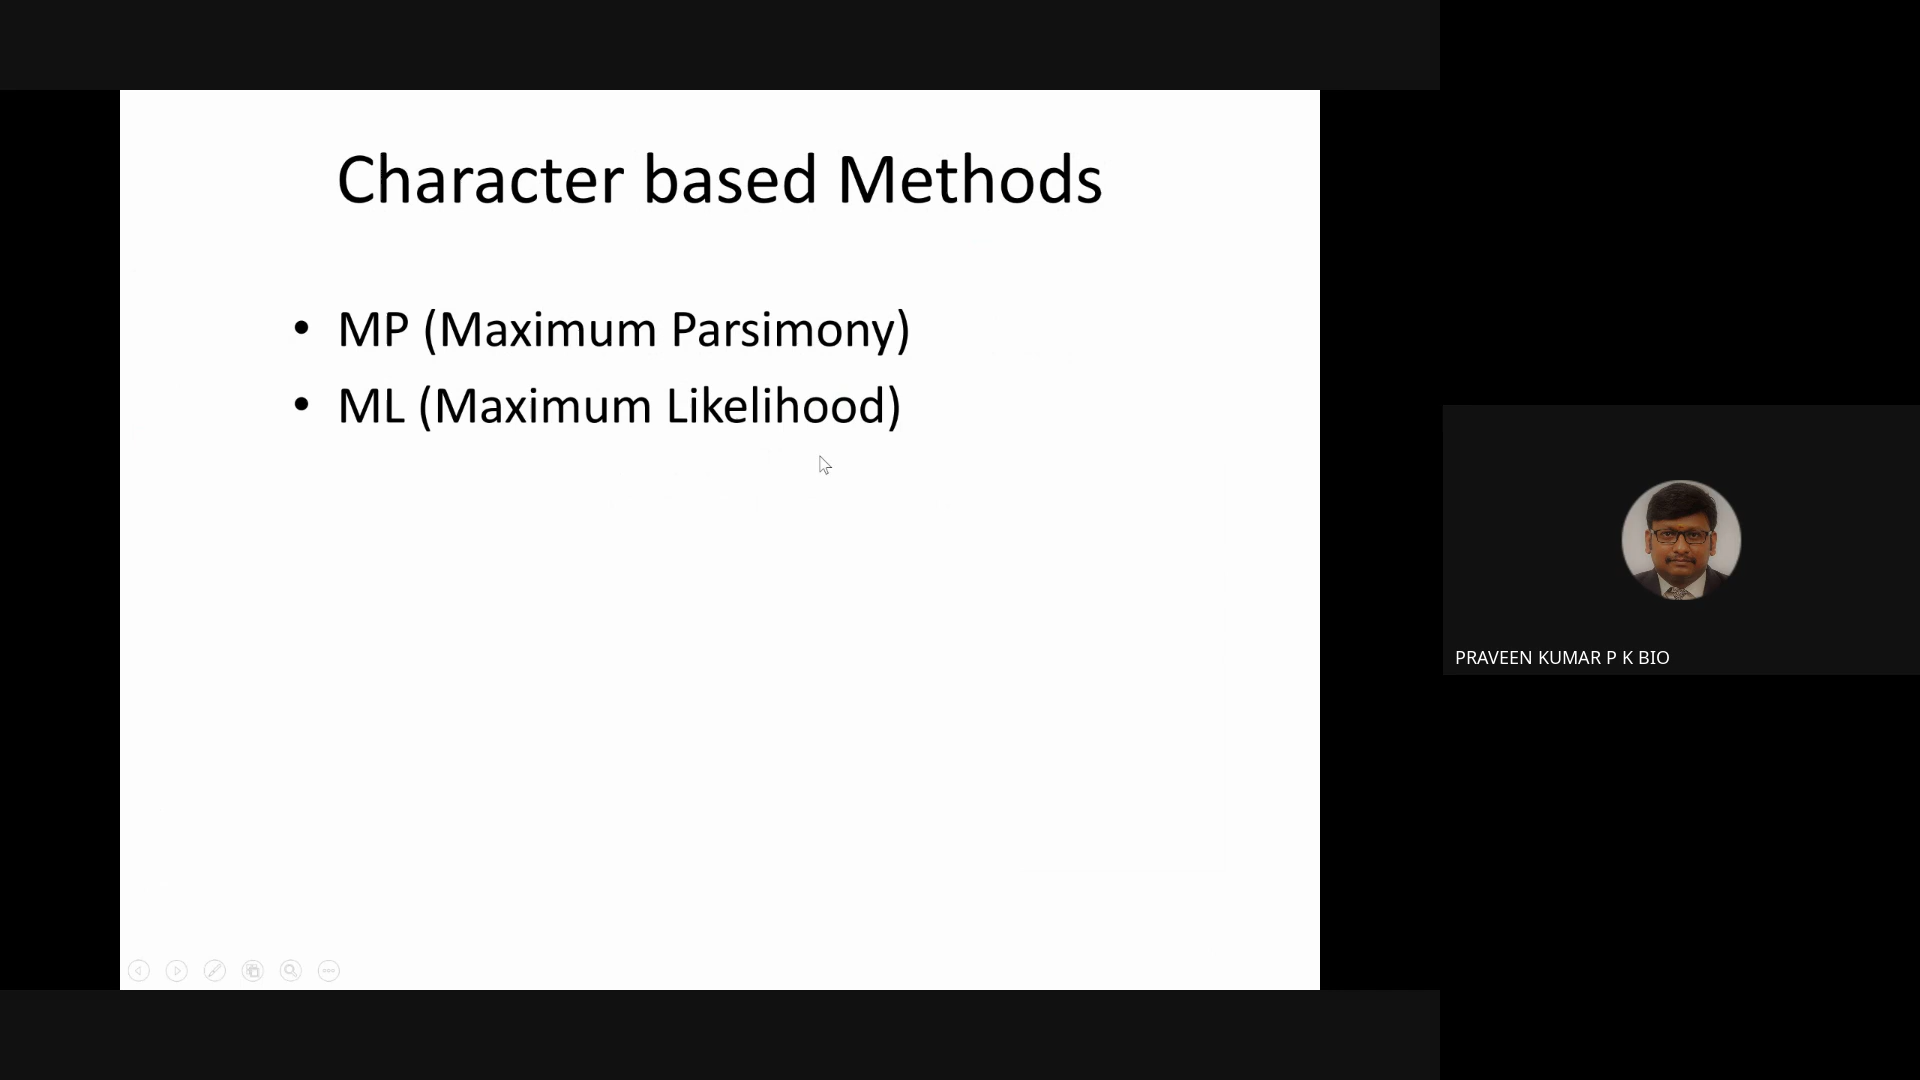 Character based Methods
• MP (Maximum Parsimony)
• ML (Maximum Likelihood)
PRAVEEN KUMAR P K BIO